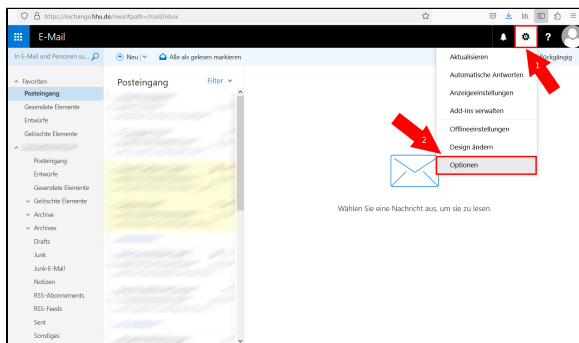 https://exchange.hhu.de/owa/#path=/mail/inbox
E-Mail
?
In E-Mail und Personen su...
Neu
Alle als gelesen markieren
Rückgängig
Favoriten
Posteingang
Gesendete Elemente
Entwürfe
Gelöschte Elemente
Posteingang
Entwürfe
Gesendete Elemente
Gelöschte Elemente
Archive
Archives
Drafts
Junk
Junk-E-Mail
Notizen
RSS-Abonnements
RSS-Feeds
Sent
Sonstiges
Posteingang
Filter
Aktualisieren
Automatische Antworten
Anzeigeeinstellungen
Add-Ins verwalten
Offlineeinstellungen
Design ändern
Optionen
1
2
Wählen Sie eine Nachricht aus, um sie zu lesen.